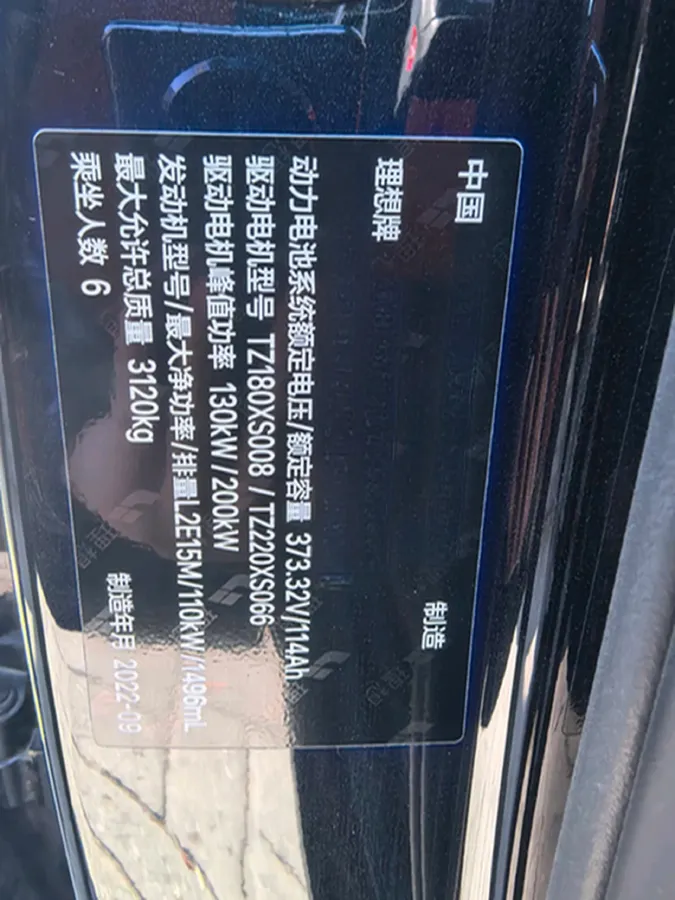 中国 制造
理想牌
动力电池系统额定电压/额定容量 373.32V/114Ah
驱动电机型号 TZ180XS008 / TZ220XS066
驱动电机峰值功率 130kW/200kW
发动机型号/最大净功率/排量L2E15M/110kW/1496mL
最大允许总质量 3120kg 制造年月 2022-09
乘坐人数 6